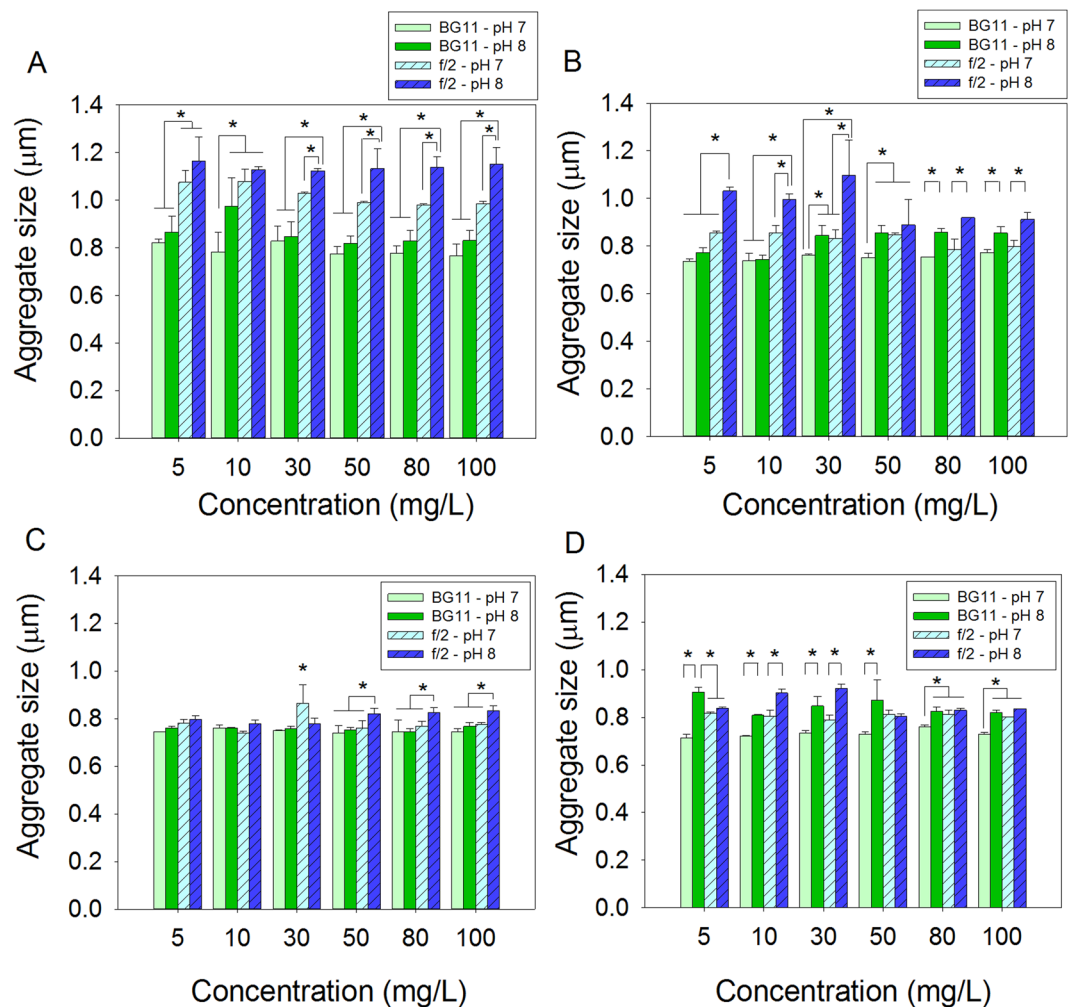 A
BG11 - pH 7
BG11 - pH 8
f/2 - pH 7
f/2 - pH 8
Aggregate size (μm)
1.4
1.2
1.0
0.8
0.6
0.4
0.2
0.0
* * * * * * * * * *
5 10 30 50 80 100
Concentration (mg/L)
B
BG11 - pH 7
BG11 - pH 8
f/2 - pH 7
f/2 - pH 8
Aggregate size (μm)
1.4
1.2
1.0
0.8
0.6
0.4
0.2
0.0
* * * * * * * * * * *
5 10 30 50 80 100
Concentration (mg/L)
C
BG11 - pH 7
BG11 - pH 8
f/2 - pH 7
f/2 - pH 8
Aggregate size (μm)
1.4
1.2
1.0
0.8
0.6
0.4
0.2
0.0
* * * *
5 10 30 50 80 100
Concentration (mg/L)
D
BG11 - pH 7
BG11 - pH 8
f/2 - pH 7
f/2 - pH 8
Aggregate size (μm)
1.4
1.2
1.0
0.8
0.6
0.4
0.2
0.0
* * * * * * * * *
5 10 30 50 80 100
Concentration (mg/L)